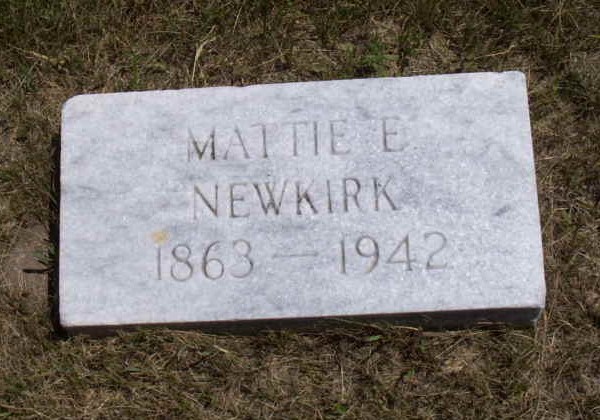 MATTIE E
NEWKIRK
1863 — 1942